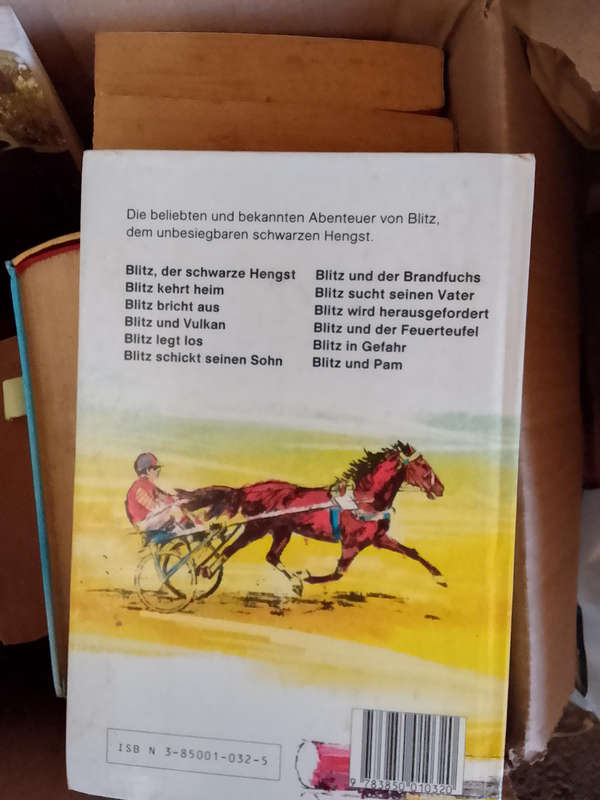 Die beliebten und bekannten Abenteuer von Blitz,
dem unbesiegbaren schwarzen Hengst.
Blitz, der schwarze Hengst
Blitz kehrt heim
Blitz bricht aus
Blitz und Vulkan
Blitz legt los
Blitz schickt seinen Sohn
Blitz und der Brandfuchs
Blitz sucht seinen Vater
Blitz wird herausgefordert
Blitz und der Feuerteufel
Blitz in Gefahr
Blitz und Pam
ISBN 3-85001-032-5
9 783850 010320